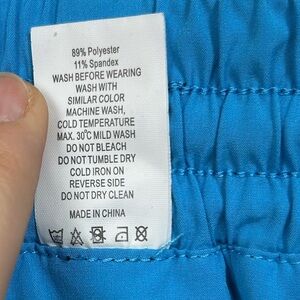 89% Polyester
11% Spandex
WASH BEFORE WEARING
WASH WITH
SIMILAR COLOR
MACHINE WASH,
COLD TEMPERATURE
MAX. 30°C MILD WASH
DO NOT BLEACH
DO NOT TUMBLE DRY
COLD IRON ON
REVERSE SIDE
DO NOT DRY CLEAN
MADE IN CHINA